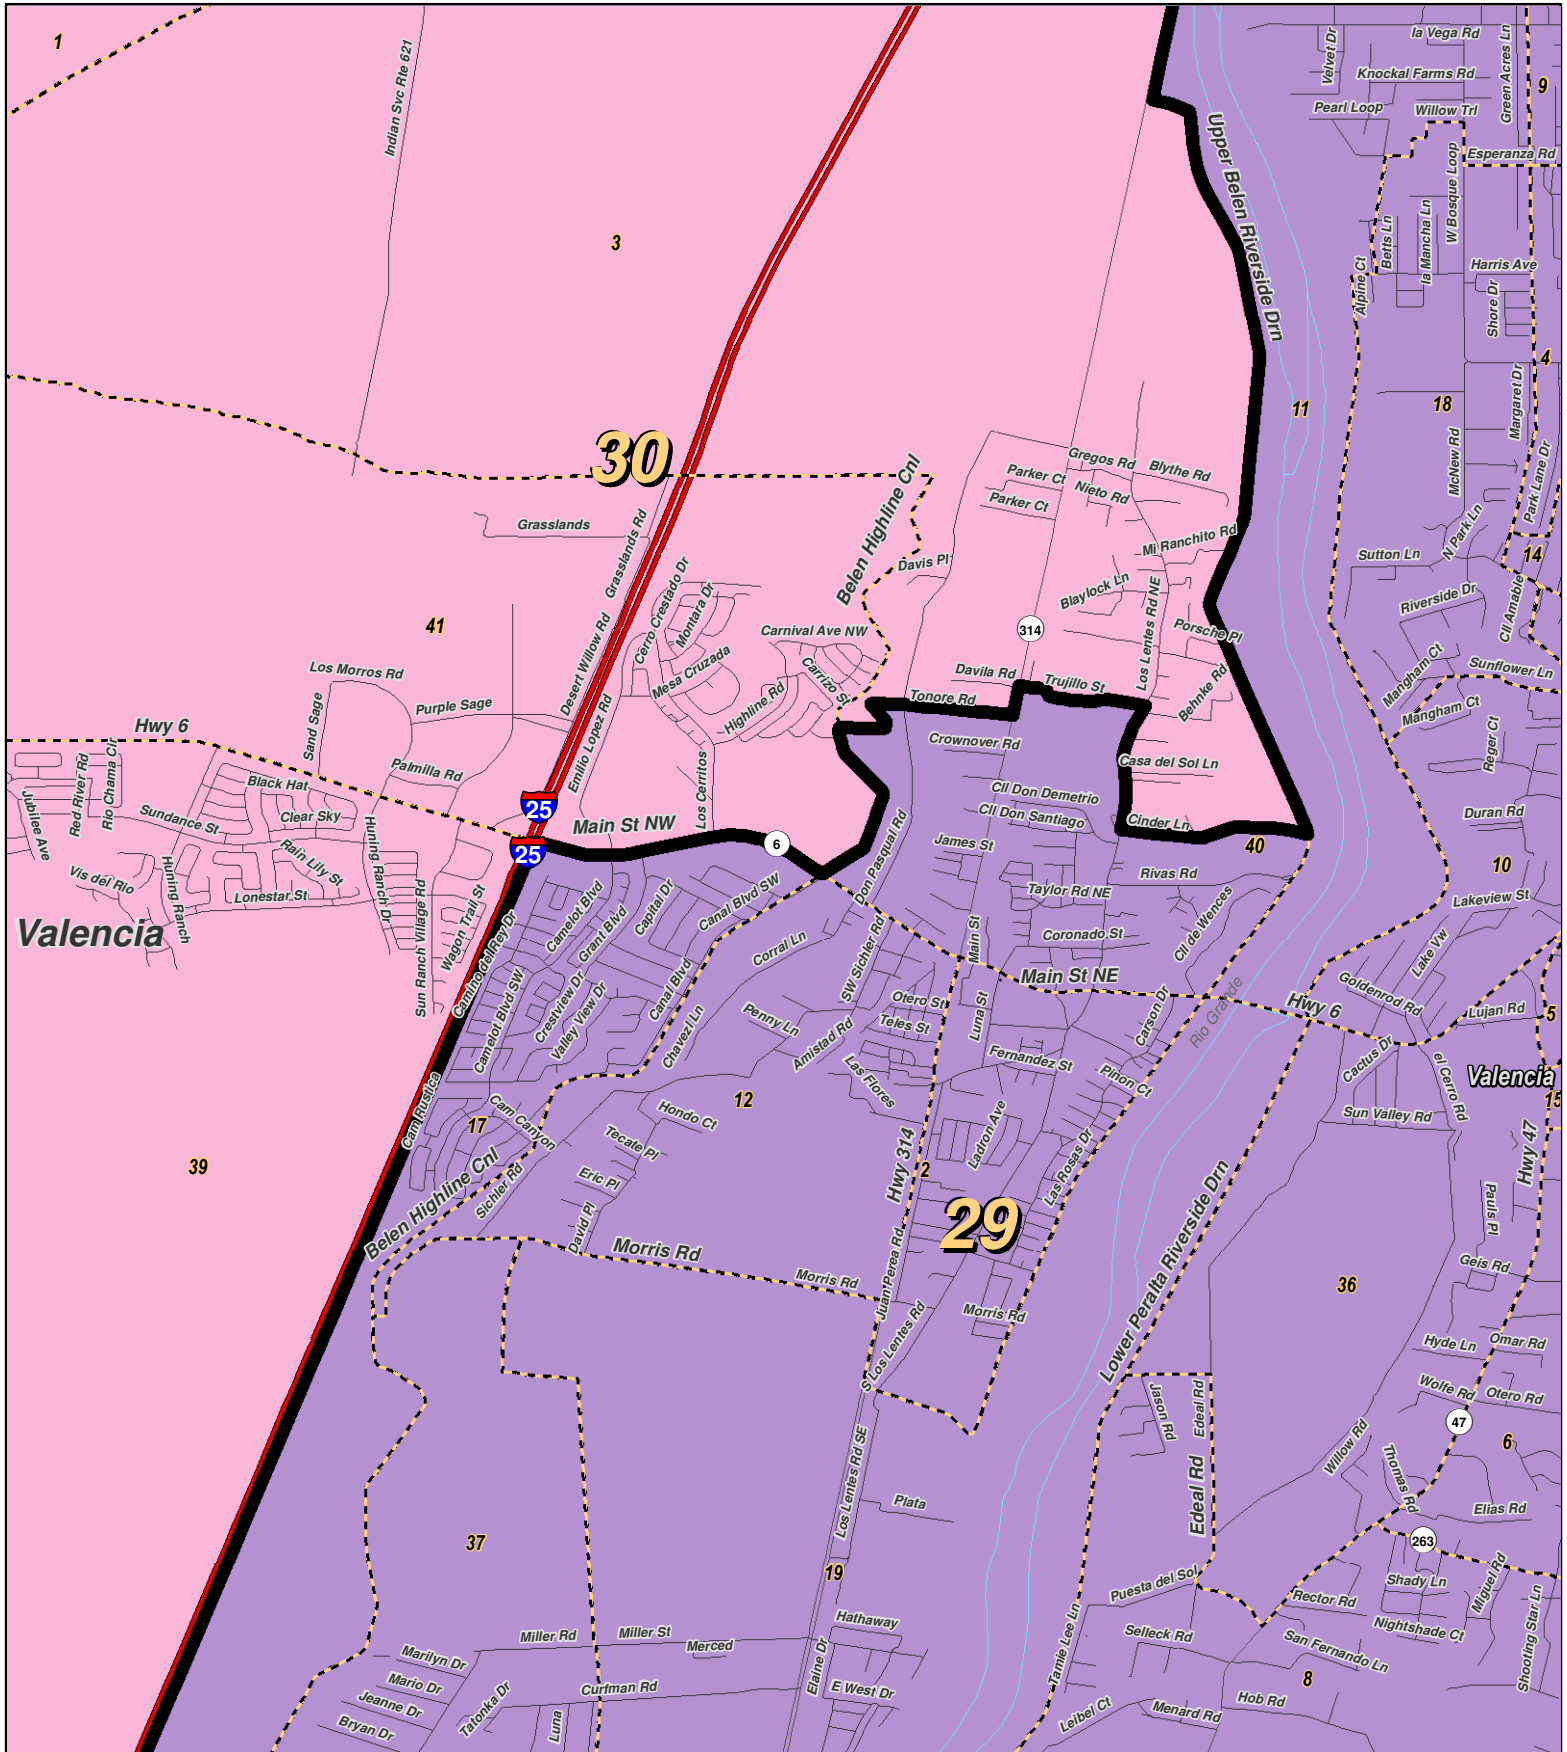 1
Indian Svc Rte 621
3
Upper Belen Riverside Drn
Velvet Dr
la Vega Rd
Green Acres Ln
Knockal Farms Rd
9
Pearl Loop
Willow Trl
Esperanza Rd
W Bosque Loop
Betts Ln
la Mancha Ln
Alpine Ct
Harris Ave
Shore Dr
4
11
18
Margaret Dr
McNew Rd
Park Lane Dr
N Park Ln
14
Sutton Ln
Riverside Dr
Cll Amable
Sunflower Ln
Mangham Ct
Mangham Ct
Reger Ct
Duran Rd
10
Lakeview St
30
Grasslands
Grasslands Rd
Desert Willow Rd
Belen Highline Cnl
Gregos Rd
Blythe Rd
Parker Ct
Nieto Rd
Parker Ct
Mi Ranchito Rd
Davis Pl
Blaylock Ln
Los Lentes Rd NE
314
Porsche Pl
Davila Rd
Trujillo St
Behnke Rd
Tonore Rd
41
Cerro Crestado Dr
Montara Dr
Carnival Ave NW
Mesa Cruzada
Carrizo St
Highline Rd
Los Morros Rd
Purple Sage
Sand Sage
Emilio Lopez Rd
Los Cerritos
Hwy 6
Palmilla Rd
Red River Rd
Rio Chama Cir
Jubilee Ave
Black Hat
Sundance St
Clear Sky
25
25
Main St NW
6
Crownover Rd
Casa del Sol Ln
Cll Don Demetrio
Cll Don Santiago
Cinder Ln
40
James St
Don Pasqual Rd
Rivas Rd
Taylor Rd NE
Vis del Rio
Huning Ranch
Rain Lily St
Huning Ranch Dr
Lonestar St
Valencia
Sun Ranch Village Rd
Wagon Trail St
Camino del Rey Dr
Camelot Blvd
Grant Blvd
Capital Dr
Canal Blvd SW
Corral Ln
SW Sichler Rd
Main St
Coronado St
Cll de Wences
Main St NE
Hwy 6
Rio Grande
Lake Vw
Goldenrod Rd
Lujan Rd
5
Camelot Blvd SW
Crestview Dr
Valley View Dr
Canal Blvd
Chavezl Ln
Penny Ln
Amistad Rd
Otero St
Teles St
Luna St
Carson Dr
Fernandez St
Las Flores
Pinon Ct
Cactus Dr
el Cerro Rd
Valencia
15
Sun Valley Rd
Cam Rustica
17
Cam Canyon
12
Hondo Ct
Tecate Pl
Eric Pl
David Pl
Sichler Rd
Belen Highline Cnl
Hwy 314
2
Ladron Ave
Las Rosas Dr
29
39
Lower Peralta Riverside Drn
Hwy 47
Pauls Pl
Geis Rd
36
Morris Rd
Morris Rd
Juan Perea Rd
Morris Rd
S Los Lentes Rd
Hyde Ln
Omar Rd
Wolfe Rd
Otero Rd
Jason Rd
Edeal Rd
Edeal Rd
47
6
Willow Rd
Thomas Rd
Elias Rd
263
Los Lentes Rd SE
Plata
37
19
Puesta del Sol
Shady Ln
Miguel Rd
Rector Rd
Nightshade Ct
Shooting Star Ln
Hathaway
Tamie Lee Ln
Selleck Rd
San Fernando Ln
8
Miller Rd
Miller St
Merced
Elaine Dr
Marilyn Dr
Mario Dr
Jeanne Dr
Bryan Dr
Tatonka Dr
Luna
Curfman Rd
E West Dr
Leibel Ct
Menard Rd
Hob Rd